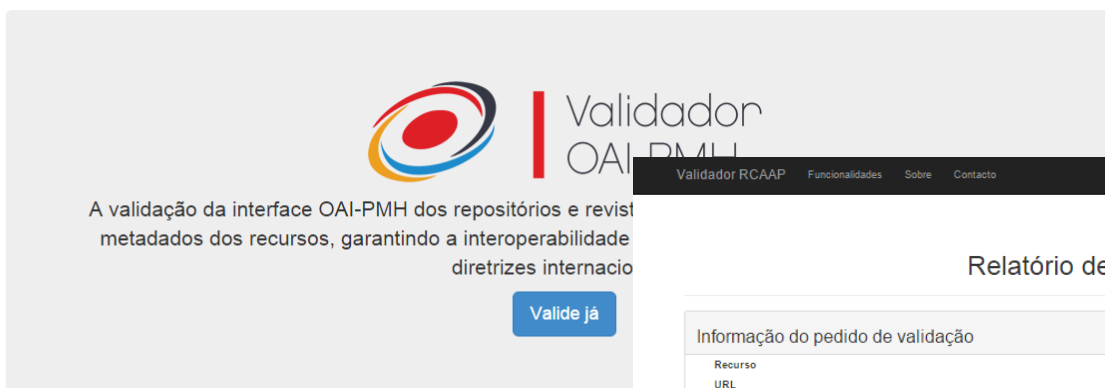 Validador
OAI-PMH
A validação da interface OAI-PMH dos repositórios e revist
metadados dos recursos, garantindo a interoperabilidade
diretrizes internacio
Valide já
Validador RCAAP Funcionalidades Sobre Contacto
Relatório de
Informação do pedido de validação
Recurso
URL